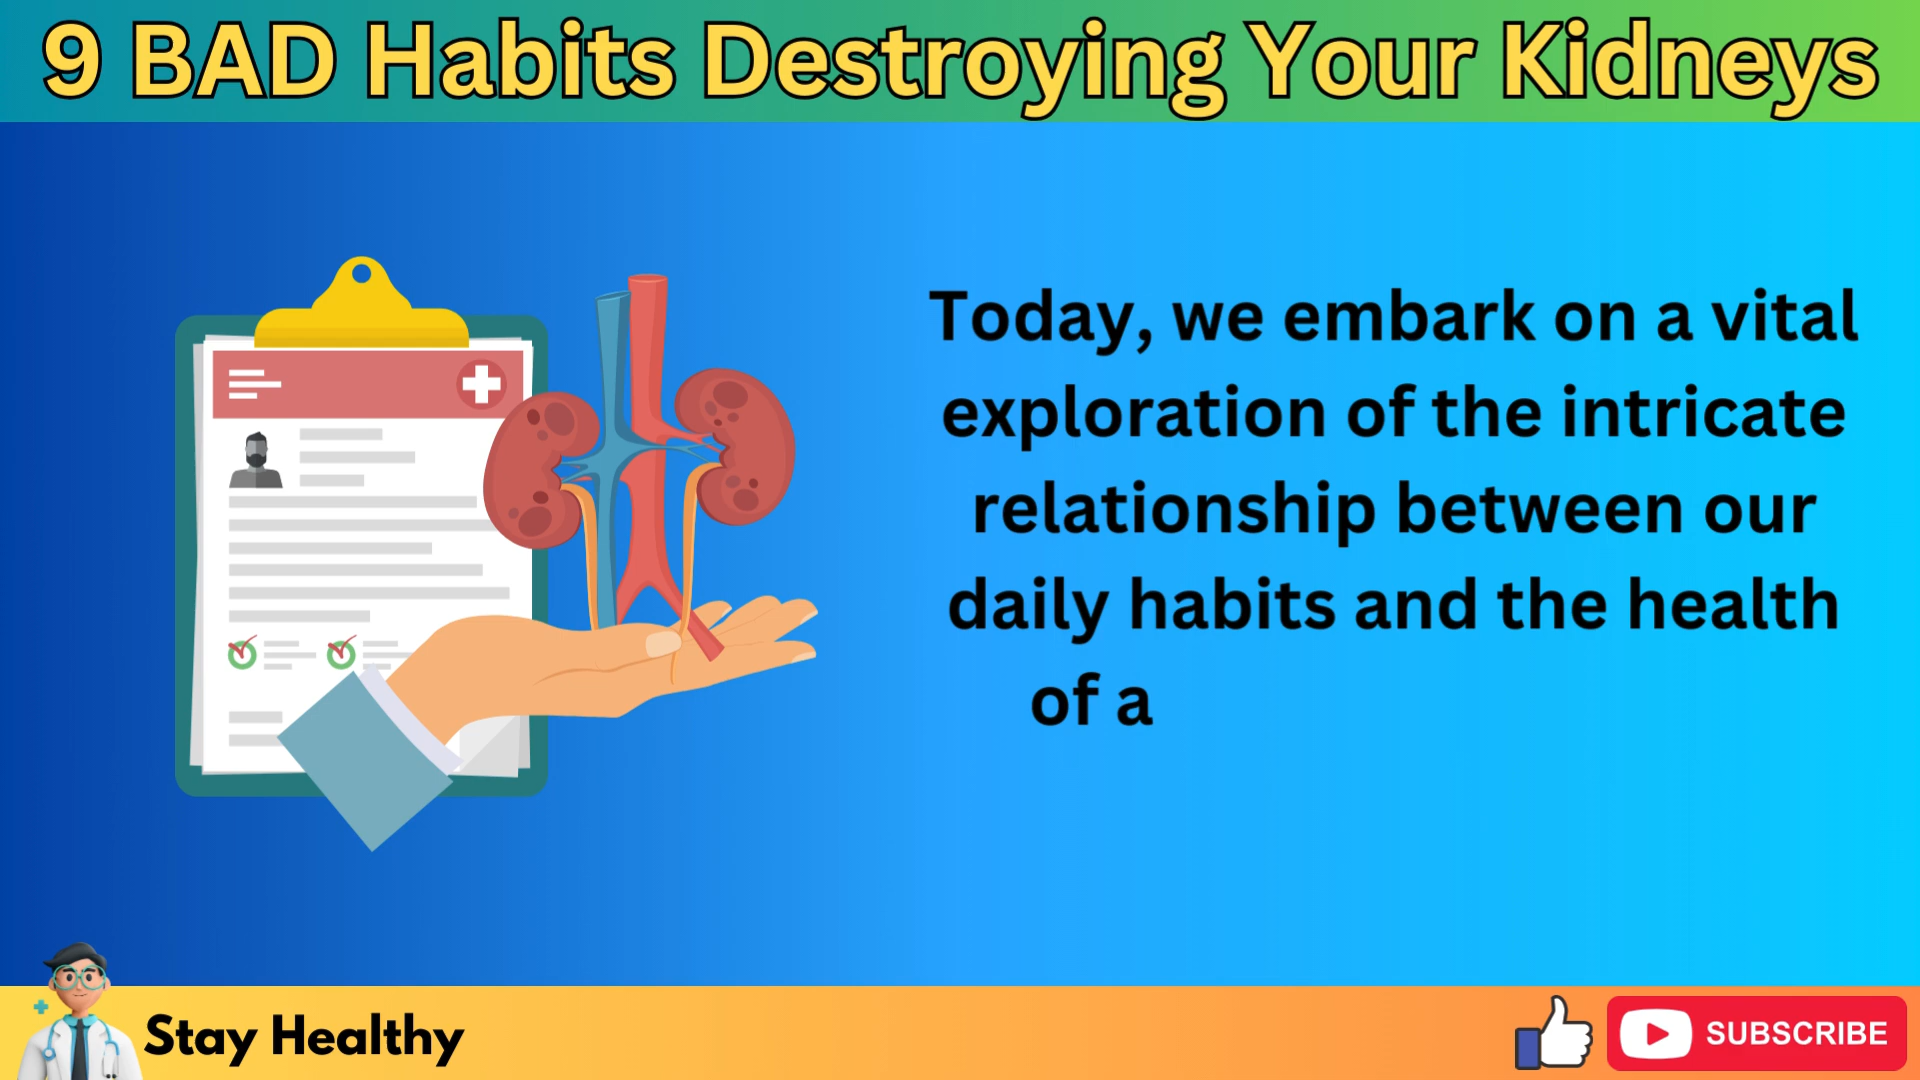 9 BAD Habits Destroying Your Kidneys
Today, we embark on a vital
exploration of the intricate
relationship between our
daily habits and the health
of a
Stay Healthy
SUBSCRIBE